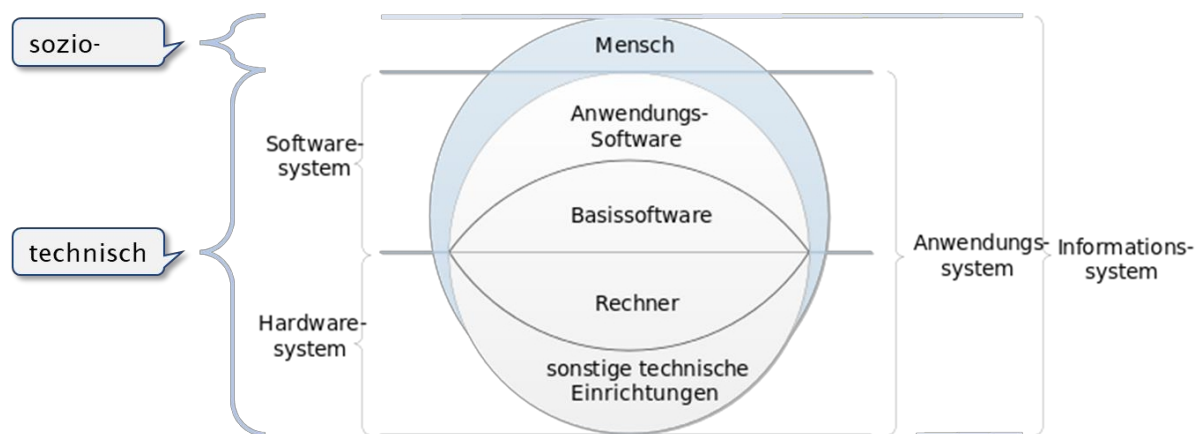 sozio-
Mensch
Anwendungs-
Software
Software-
system
Basissoftware
technisch
Anwendungs-
system
Informations-
system
Rechner
Hardware-
system
sonstige technische
Einrichtungen